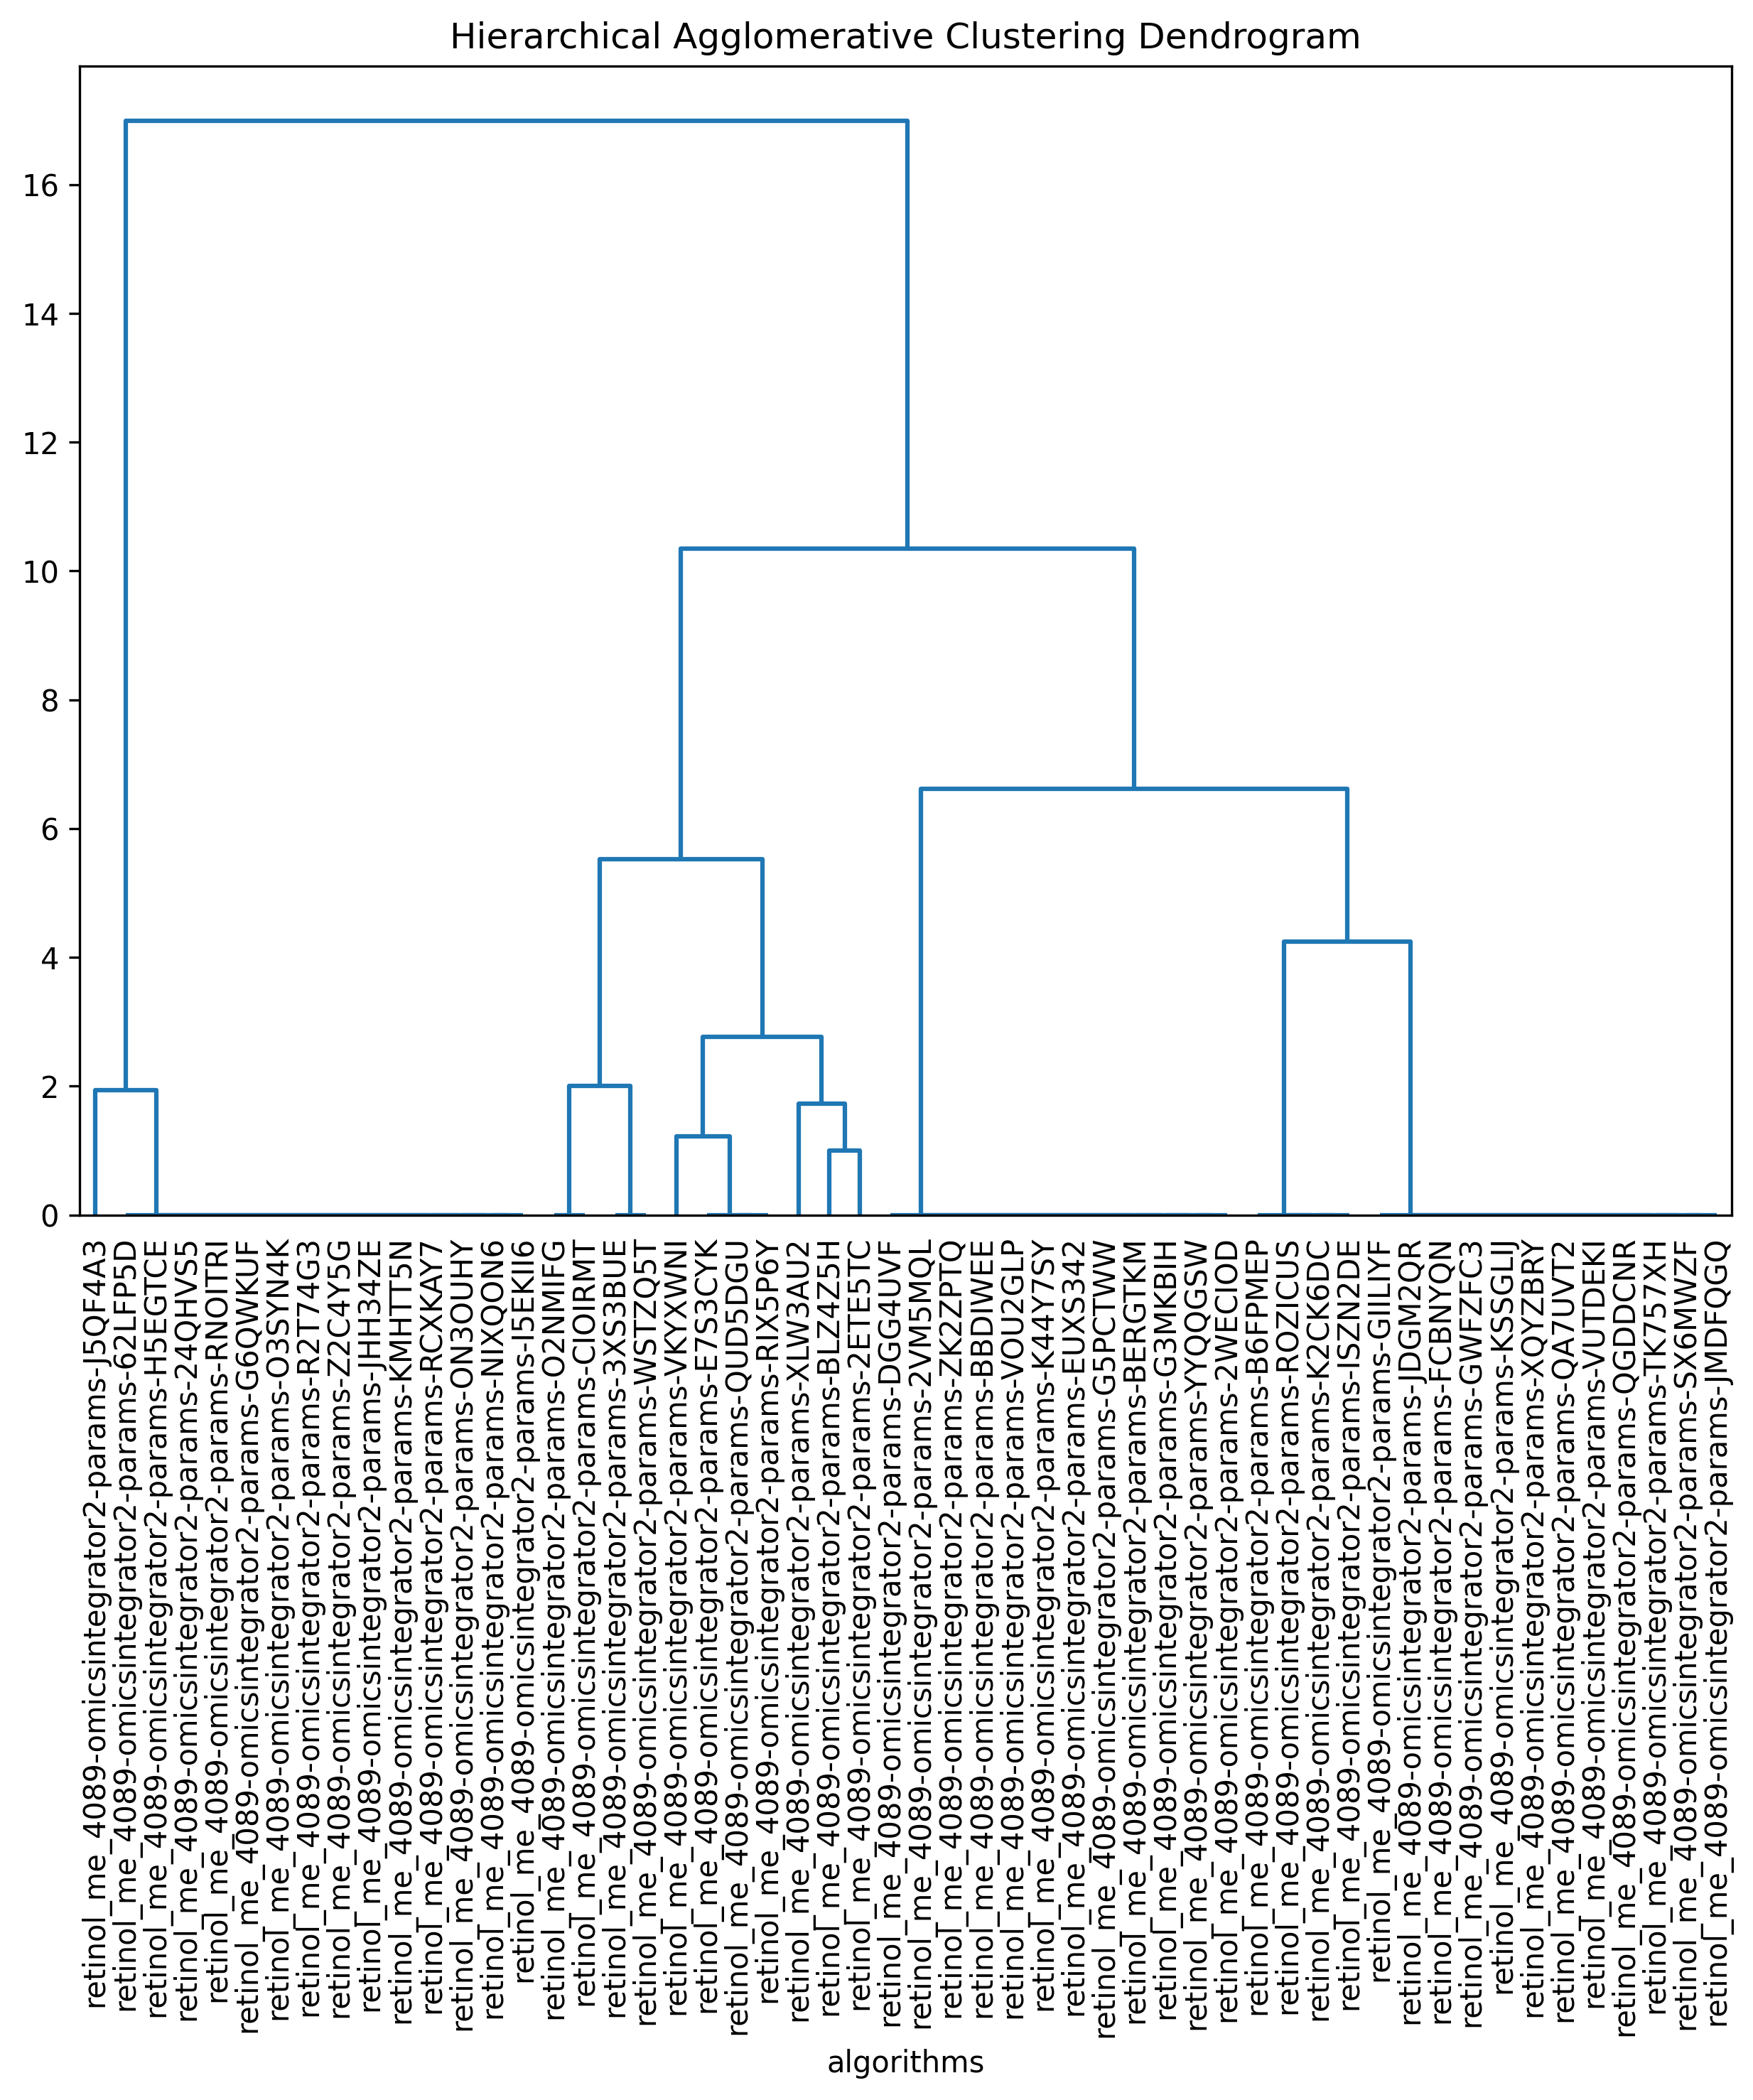 Hierarchical Agglomerative Clustering Dendrogram
16
14
12
10
8
6
4
2
0
retinol_me_4089-omicsintegrator2-params-J5QF4A3
retinol_me_4089-omicsintegrator2-params-62LFP5D
retinol_me_4089-omicsintegrator2-params-H5EGTCE
retinol_me_4089-omicsintegrator2-params-24QHVS5
retinol_me_4089-omicsintegrator2-params-RNOITRI
retinol_me_4089-omicsintegrator2-params-G6QWKUF
retinol_me_4089-omicsintegrator2-params-O3SYN4K
retinol_me_4089-omicsintegrator2-params-R2T74G3
retinol_me_4089-omicsintegrator2-params-Z2C4Y5G
retinol_me_4089-omicsintegrator2-params-JHH34ZE
retinol_me_4089-omicsintegrator2-params-KMHTT5N
retinol_me_4089-omicsintegrator2-params-RCXKAY7
retinol_me_4089-omicsintegrator2-params-ON3OUHY
retinol_me_4089-omicsintegrator2-params-NIXQON6
retinol_me_4089-omicsintegrator2-params-I5EKII6
retinol_me_4089-omicsintegrator2-params-O2NMIFG
retinol_me_4089-omicsintegrator2-params-CIOIRMT
retinol_me_4089-omicsintegrator2-params-3XS3BUE
retinol_me_4089-omicsintegrator2-params-WSTZQ5T
retinol_me_4089-omicsintegrator2-params-VKYXWNI
retinol_me_4089-omicsintegrator2-params-E7S3CYK
retinol_me_4089-omicsintegrator2-params-QUD5DGU
retinol_me_4089-omicsintegrator2-params-RIX5P6Y
retinol_me_4089-omicsintegrator2-params-XLW3AU2
retinol_me_4089-omicsintegrator2-params-BLZ4Z5H
retinol_me_4089-omicsintegrator2-params-2ETE5TC
retinol_me_4089-omicsintegrator2-params-DGG4UVF
retinol_me_4089-omicsintegrator2-params-2VM5MQL
retinol_me_4089-omicsintegrator2-params-ZK2ZPTQ
retinol_me_4089-omicsintegrator2-params-BBDIWEE
retinol_me_4089-omicsintegrator2-params-VOU2GLP
retinol_me_4089-omicsintegrator2-params-K44Y7SY
retinol_me_4089-omicsintegrator2-params-EUXS342
retinol_me_4089-omicsintegrator2-params-G5PCTWW
retinol_me_4089-omicsintegrator2-params-BERGTKM
retinol_me_4089-omicsintegrator2-params-G3MKBIH
retinol_me_4089-omicsintegrator2-params-YYQQGSW
retinol_me_4089-omicsintegrator2-params-2WECIOD
retinol_me_4089-omicsintegrator2-params-B6FPMEP
retinol_me_4089-omicsintegrator2-params-ROZICUS
retinol_me_4089-omicsintegrator2-params-K2CK6DC
retinol_me_4089-omicsintegrator2-params-ISZN2DE
retinol_me_4089-omicsintegrator2-params-GIILIYF
retinol_me_4089-omicsintegrator2-params-JDGM2QR
retinol_me_4089-omicsintegrator2-params-FCBNYQN
retinol_me_4089-omicsintegrator2-params-GWFZFC3
retinol_me_4089-omicsintegrator2-params-KSSGLIJ
retinol_me_4089-omicsintegrator2-params-XQYZBRY
retinol_me_4089-omicsintegrator2-params-QA7UVT2
retinol_me_4089-omicsintegrator2-params-VUTDEKI
retinol_me_4089-omicsintegrator2-params-QGDDCNR
retinol_me_4089-omicsintegrator2-params-TK757XH
retinol_me_4089-omicsintegrator2-params-SX6MWZF
retinol_me_4089-omicsintegrator2-params-JMDFQGQ
algorithms